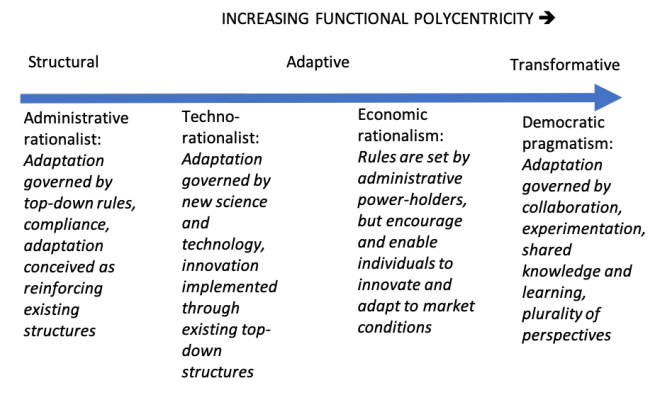 INCREASING FUNCTIONAL POLYCENTRICITY →
Structural
Adaptive
Transformative
Administrative
rationalist:
Adaptation
governed by
top-down rules,
compliance,
adaptation
conceived as
reinforcing
existing
structures
Techno-
rationalist:
Adaptation
governed by
new science
and
technology,
innovation
implemented
through
existing top-
down
structures
Economic
rationalism:
Rules are set by
administrative
power-holders,
but encourage
and enable
individuals to
innovate and
adapt to market
conditions
Democratic
pragmatism:
Adaptation
governed by
collaboration,
experimentation,
shared
knowledge and
learning,
plurality of
perspectives